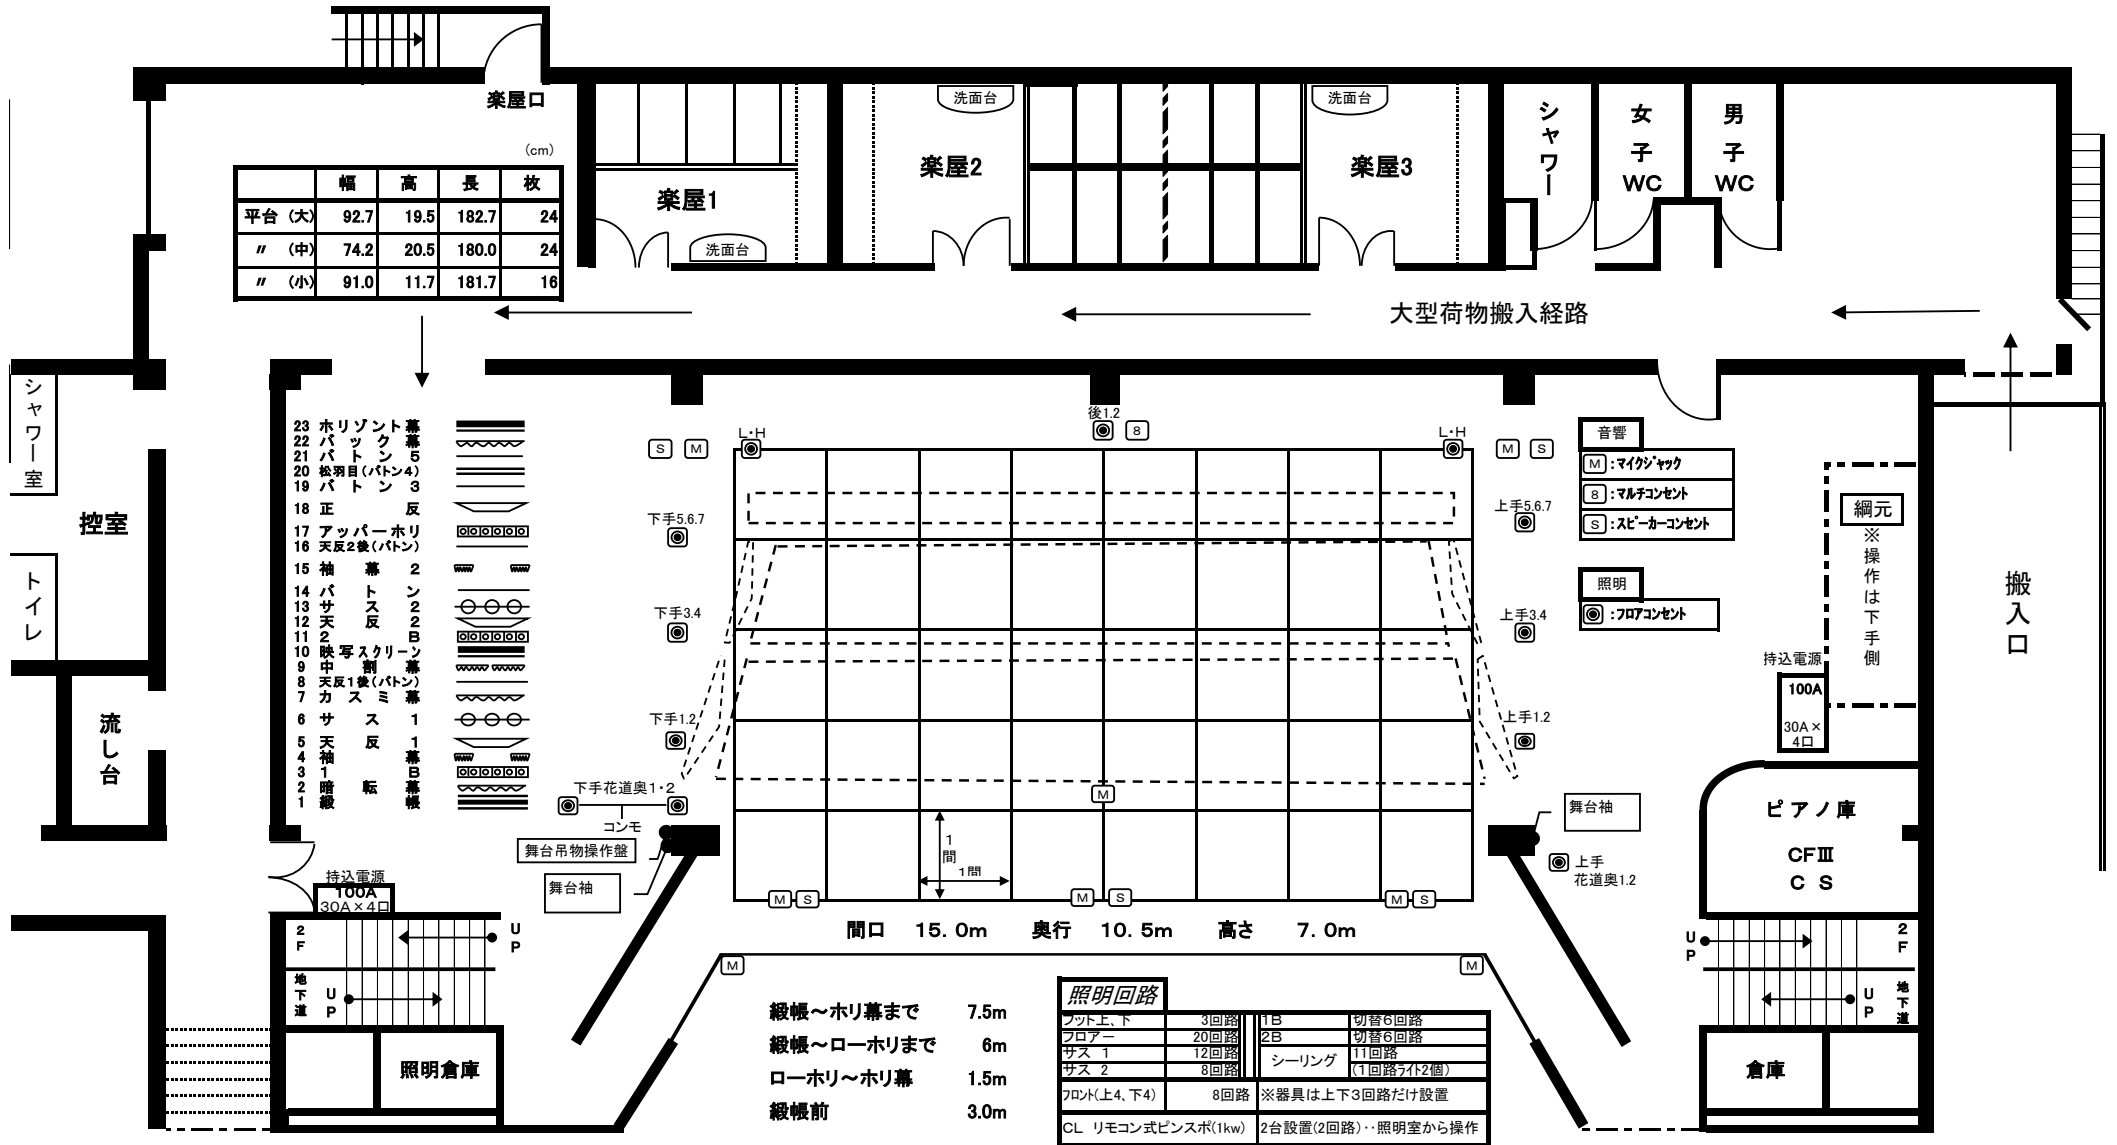 楽屋口
(cm)
幅 高 長 枚
平台 (大) 92.7 19.5 182.7 24
〃 (中) 74.2 20.5 180.0 24
〃 (小) 91.0 11.7 181.7 16
楽屋1
洗面台
洗面台
楽屋2
洗面台
楽屋3
シャワー
女子WC
男子WC
大型荷物搬入経路
シャワー室
控室
トイレ
流し台
23 ホリゾント幕
22 バック幕
21 バトン5
20 松羽目(バトン4)
19 バトン3
18 正反
17 アッパーホリ
16 天反2後(バトン)
15 袖幕2
14 バトン
13 サス2
12 天反2
11 2B
10 映写スクリーン
9 中割幕
8 天反1後(バトン)
7 カスミ幕
6 サス1
5 天反1
4 袖幕
3 1B
2 暗転幕
1 緞帳
S M L・H
後1.2
8
L・H M S
下手5.6.7
上手5.6.7
下手3.4
上手3.4
下手1.2
上手1.2
音響
M :マイクジャック
8 :マルチコンセント
S :スピーカーコンセント
照明
:フロアコンセント
綱元
※操作は下手側
持込電源
100A
30A×
4口
搬入口
下手花道奥1・2
コンモ
舞台吊物操作盤
舞台袖
M
1間
1間
M S M S M S
舞台袖
上手
花道奥1.2
ピアノ庫
CFⅢ
C S
持込電源
100A
30A×4口
2F
UP
地下道
UP
照明倉庫
間口 15.0m 奥行 10.5m 高さ 7.0m
M M
UP
2F
UP
地下道
倉庫
緞帳~ホリ幕まで 7.5m
緞帳~ローホリまで 6m
ローホリ~ホリ幕 1.5m
緞帳前 3.0m
照明回路
フット上、下 3回路 1B 切替6回路
フロアー 20回路 2B 切替6回路
サス 1 12回路 シーリング 11回路
サス 2 8回路 (1回路ライト2個)
フロント(上4、下4) 8回路 ※器具は上下3回路だけ設置
CL リモコン式ピンスポ(1kw) 2台設置(2回路)‥照明室から操作